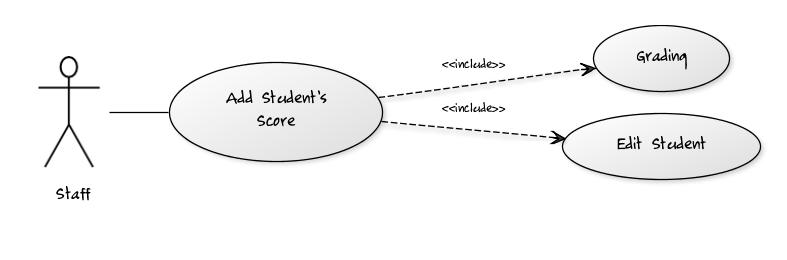 <<include>>
Grading
Add Student's
Score
<<include>>
Edit Student
Staff